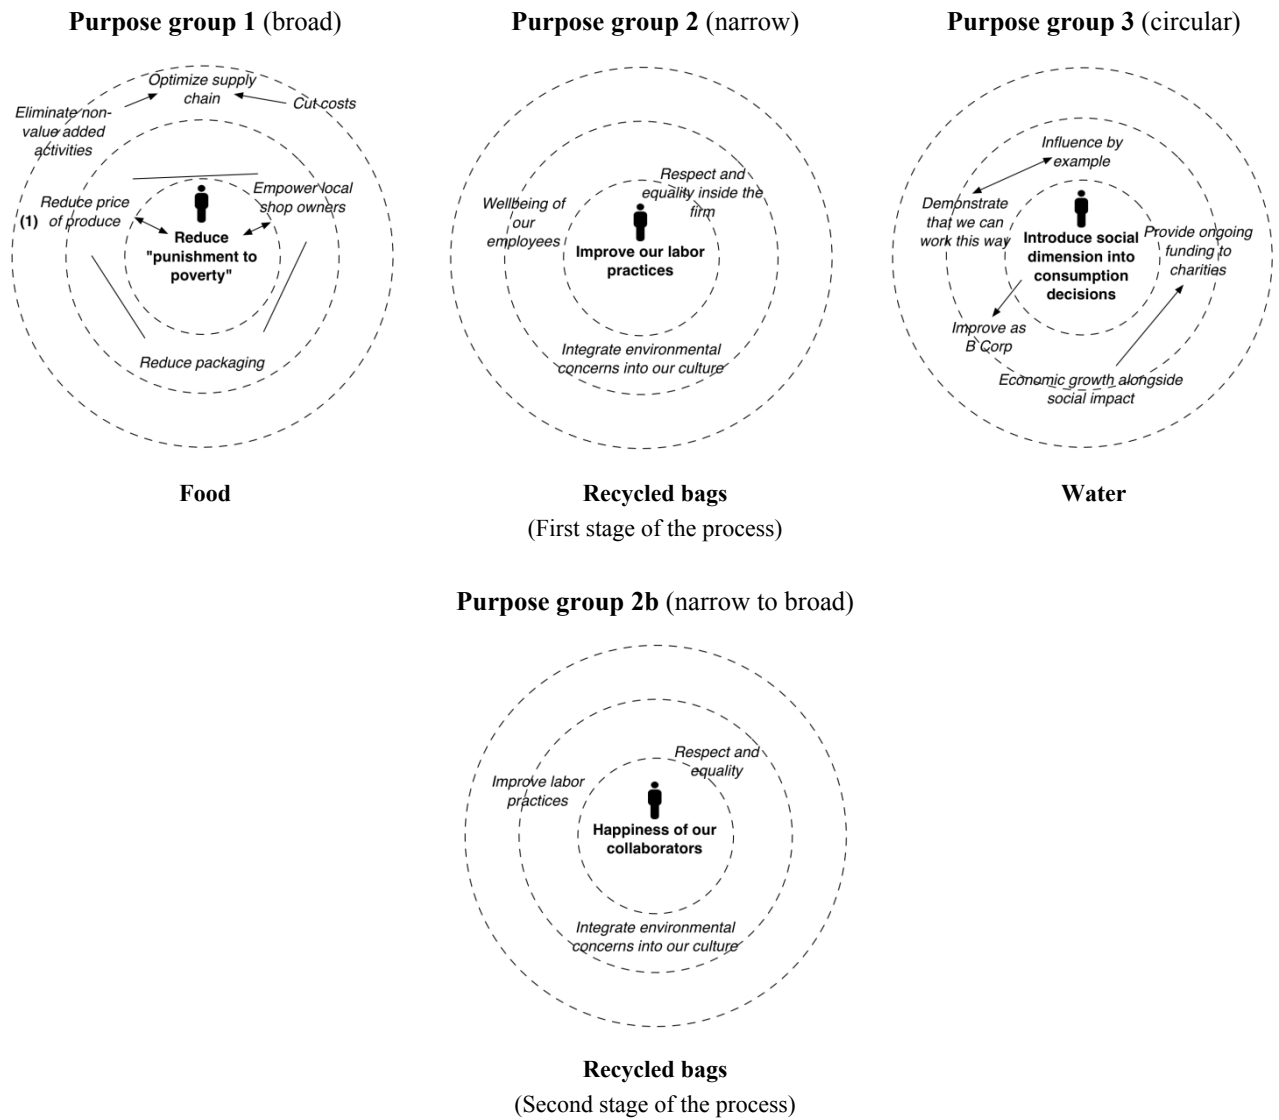 Purpose group 1 (broad)
Optimize supply
chain
Cut costs
Eliminate non-
value added
activities
(1)
Reduce price
of produce
Empower local
shop owners
Reduce
"punishment to
poverty"
Reduce packaging
Food
Purpose group 2 (narrow)
Respect and
equality inside the
firm
Wellbeing of
our
employees
Improve our labor
practices
Integrate environmental
concerns into our culture
Recycled bags
(First stage of the process)
Purpose group 3 (circular)
Influence by
example
Demonstrate
that we can
work this way
Provide ongoing
funding to
charities
Introduce social
dimension into
consumption
decisions
Improve as
B Corp
Economic growth alongside
social impact
Water
Purpose group 2b (narrow to broad)
Respect and
equality
Improve labor
practices
Happiness of our
collaborators
Integrate environmental
concerns into our culture
Recycled bags
(Second stage of the process)